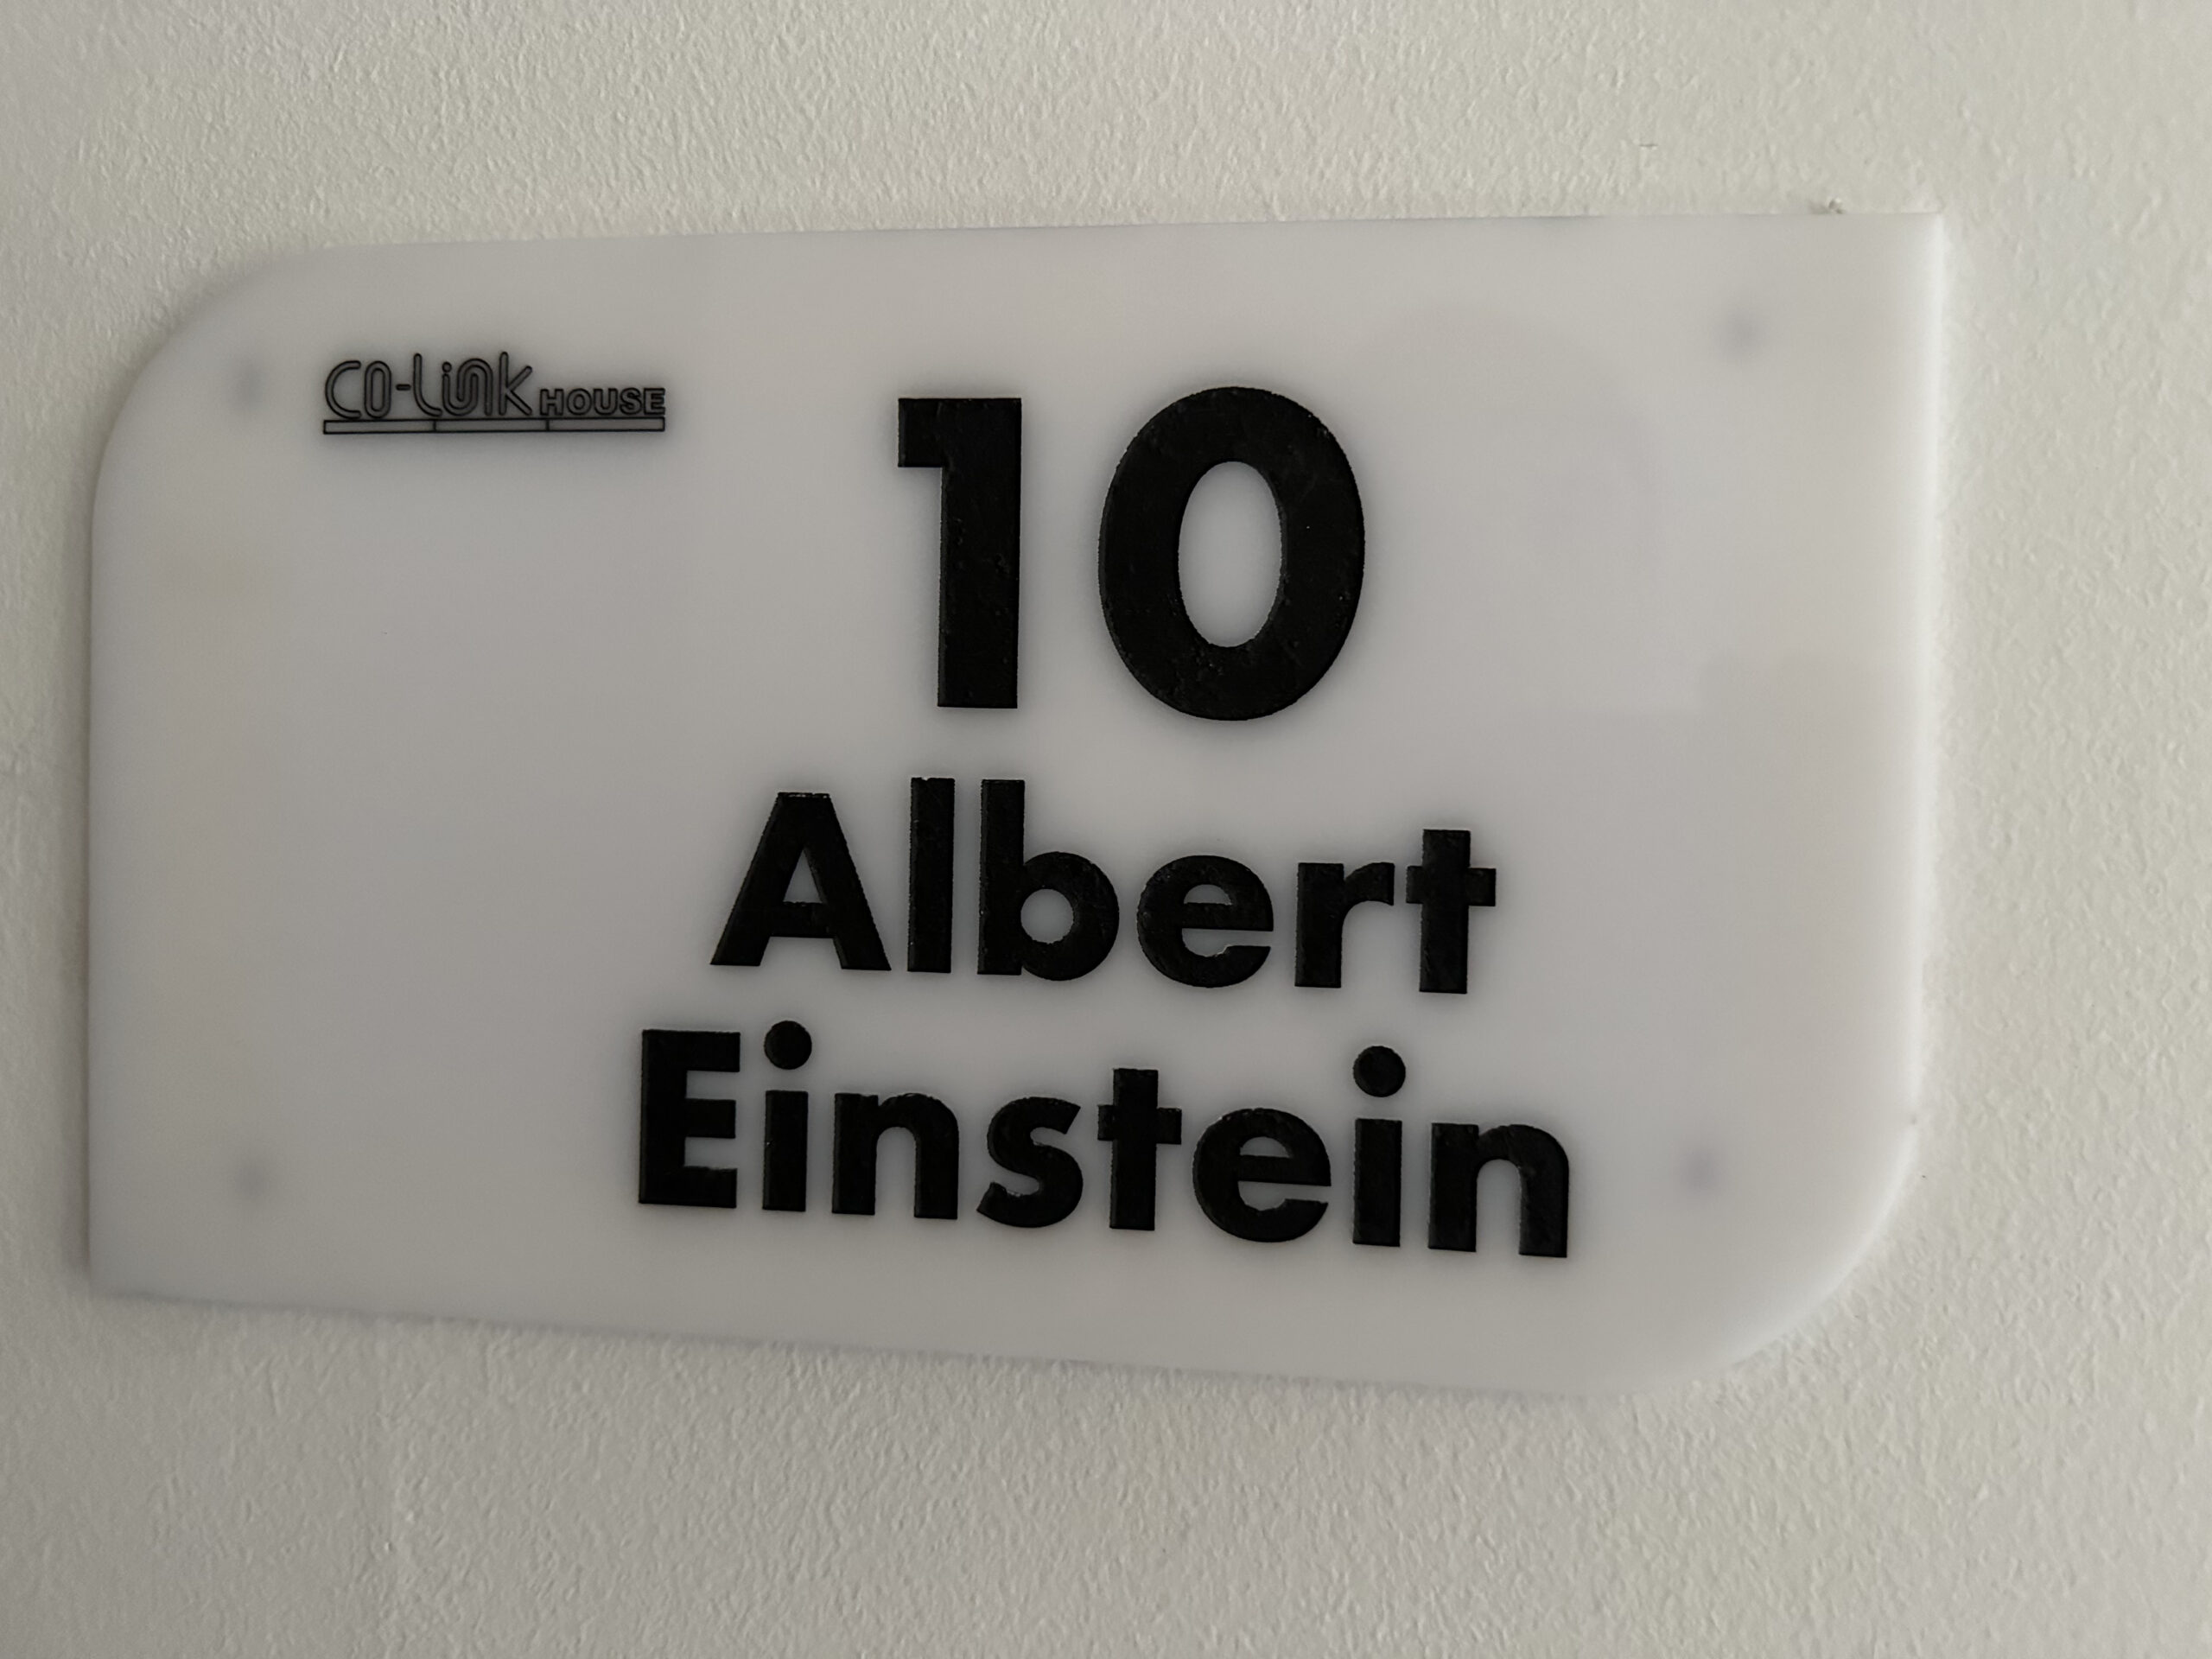 CO-Link HOUSE
10
Albert
Einstein